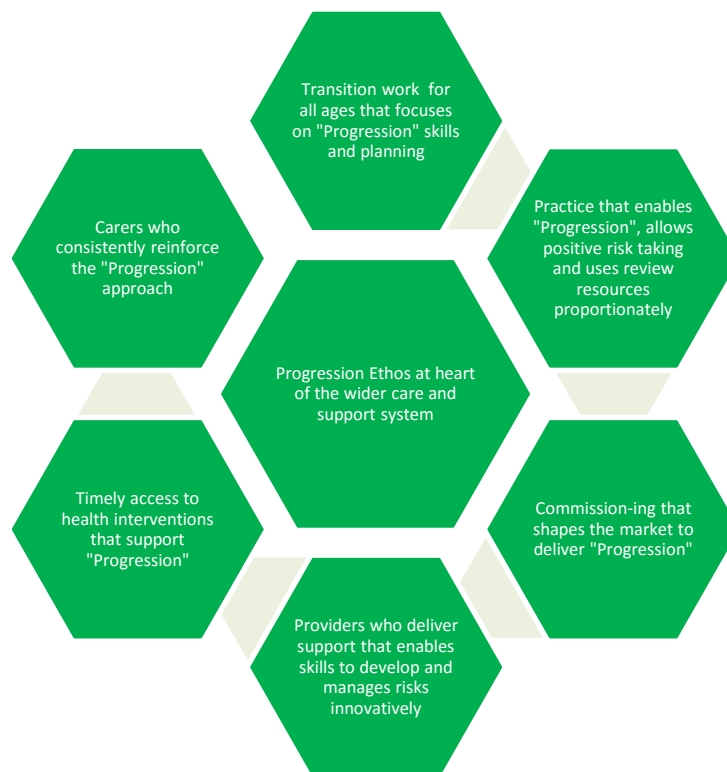 Transition work for
all ages that focuses
on "Progression" skills
and planning
Practice that enables
"Progression", allows
positive risk taking
and uses review
resources
proportionately
Carers who
consistently reinforce
the "Progression"
approach
Progression Ethos at heart
of the wider care and
support system
Timely access to
health interventions
that support
"Progression"
Commission-ing that
shapes the market to
deliver "Progression"
Providers who deliver
support that enables
skills to develop and
manages risks
innovatively